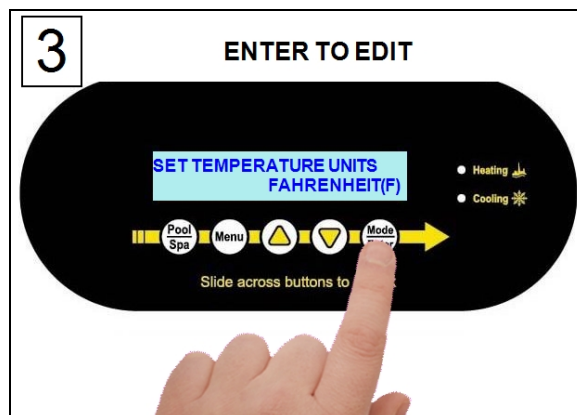 3
ENTER TO EDIT
SET TEMPERATURE UNITS
FAHRENHEIT(F)
Heating
Cooling
Pool
Spa
Menu
Mode
Slide across buttons to